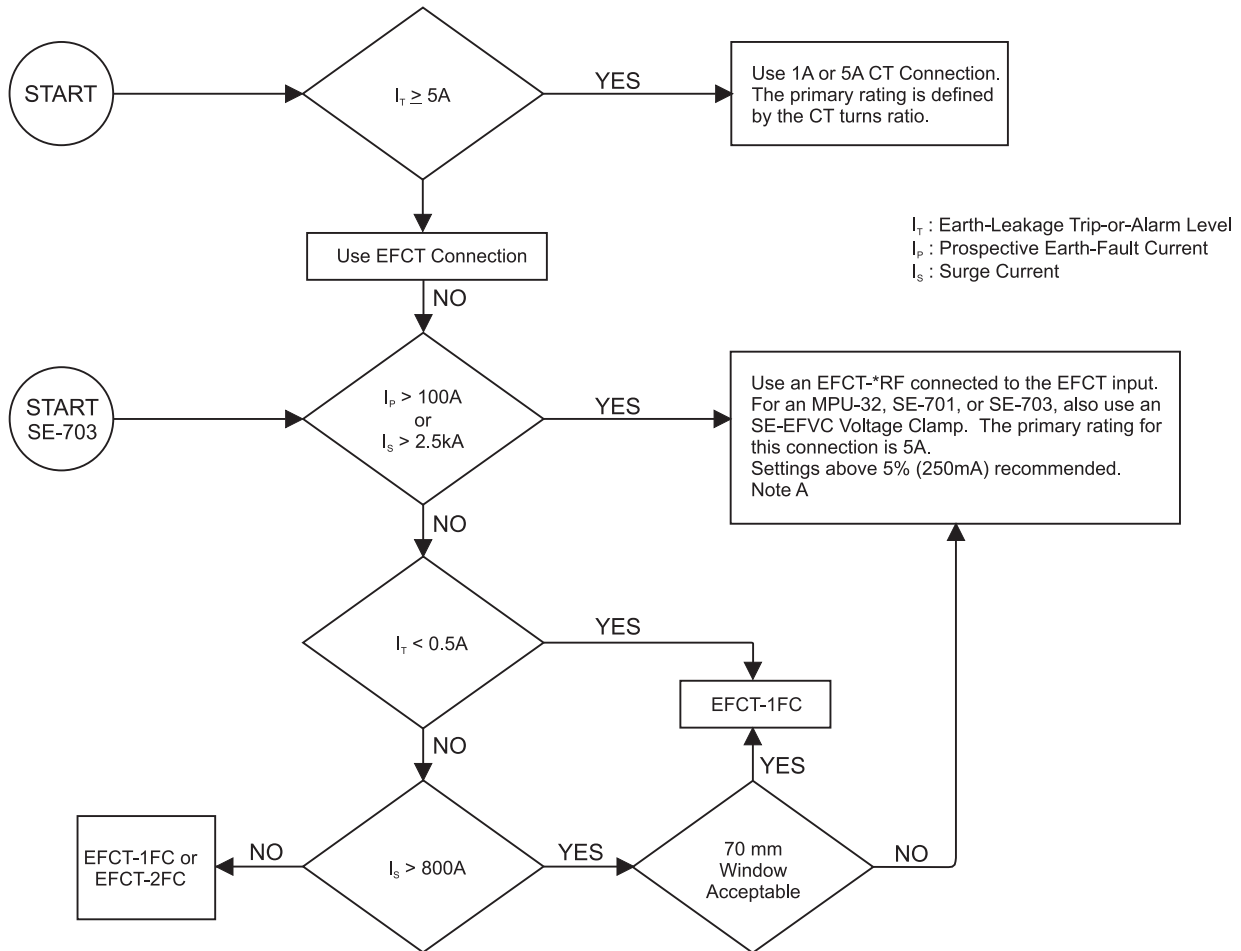 START
I_T ≥ 5A
YES
Use 1A or 5A CT Connection.
The primary rating is defined
by the CT turns ratio.
Use EFCT Connection
NO
I_T : Earth-Leakage Trip-or-Alarm Level
I_P : Prospective Earth-Fault Current
I_S : Surge Current
START
SE-703
I_P > 100A
or
I_S > 2.5kA
YES
Use an EFCT-*RF connected to the EFCT input.
For an MPU-32, SE-701, or SE-703, also use an
SE-EFVC Voltage Clamp. The primary rating for
this connection is 5A.
Settings above 5% (250mA) recommended.
Note A
NO
I_T < 0.5A
YES
EFCT-1FC
NO
YES
EFCT-1FC or
EFCT-2FC
NO
I_S > 800A
YES
70 mm
Window
Acceptable
NO